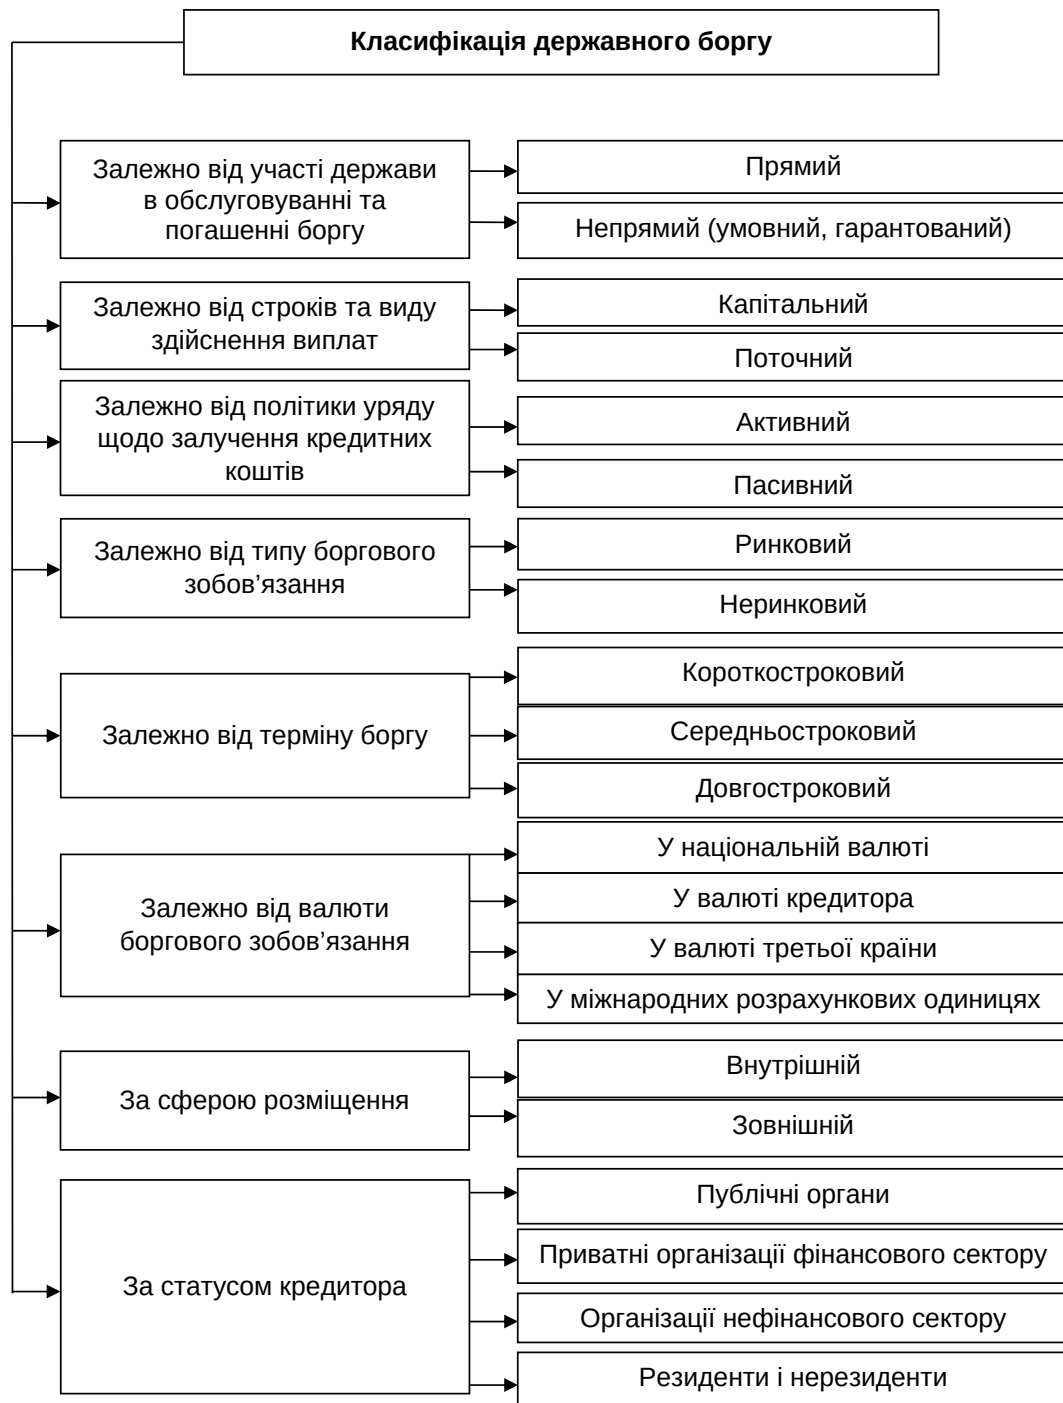 Класифікація державного боргу
Залежно від участі держави
в обслуговуванні та
погашенні боргу
Прямий
Непрямий (умовний, гарантований)
Залежно від строків та виду
здійснення виплат
Капітальний
Поточний
Залежно від політики уряду
щодо залучення кредитних
коштів
Активний
Пасивний
Залежно від типу боргового
зобов’язання
Ринковий
Неринковий
Залежно від терміну боргу
Короткостроковий
Середньостроковий
Довгостроковий
Залежно від валюти
боргового зобов’язання
У національній валюті
У валюті кредитора
У валюті третьої країни
У міжнародних розрахункових одиницях
За сферою розміщення
Внутрішній
Зовнішній
За статусом кредитора
Публічні органи
Приватні організації фінансового сектору
Організації нефінансового сектору
Резиденти і нерезиденти